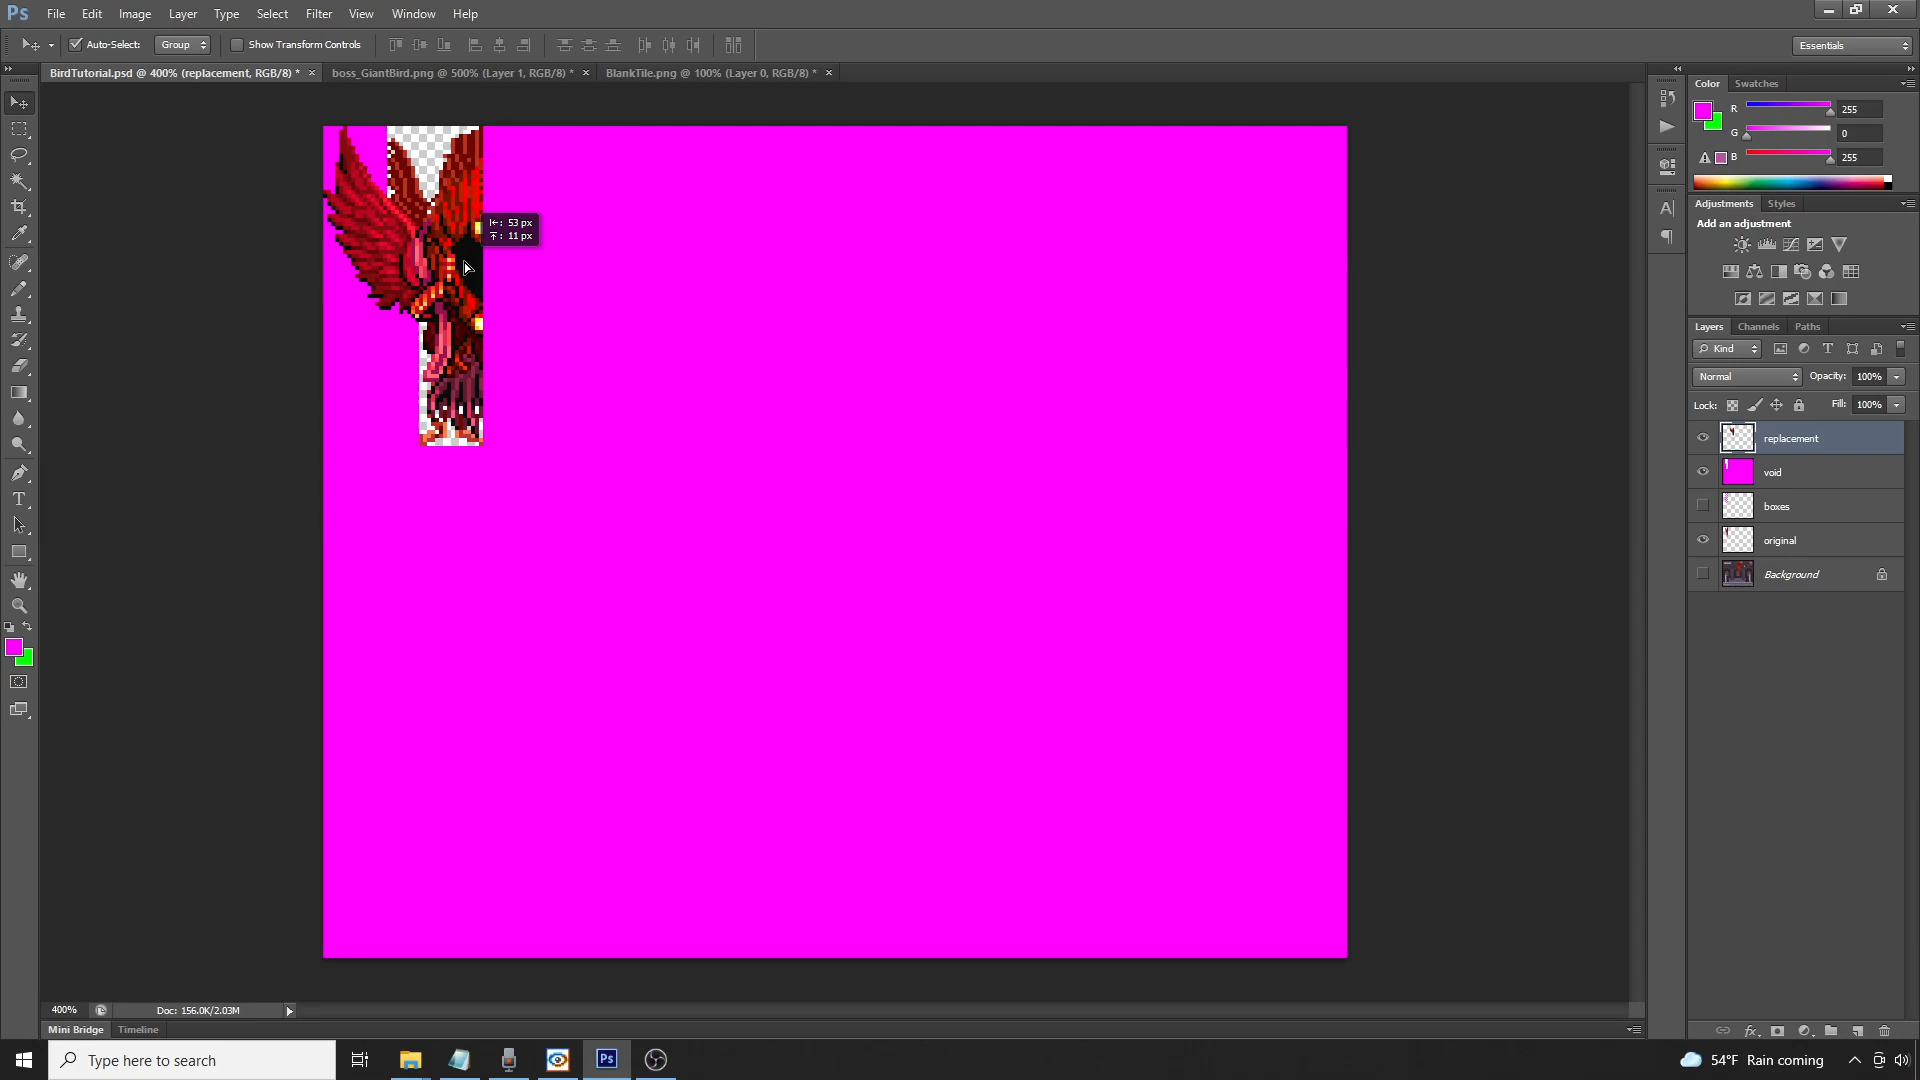 Ps File Edit Image Layer Type Select Filter View Window Help
Auto-Select: Group Show Transform Controls Essentials
BirdTutorial.psd @ 400% (replacement, RGB/8) * × boss_GiantBird.png @ 500% (Layer 1, RGB/8) * × BlankTile.png @ 100% (Layer 0, RGB/8) * ×
Color Swatches
R 255
G 0
B 255
Adjustments Styles
Add an adjustment
: 53 px
: 11 px
Layers Channels Paths
Kind
Normal Opacity: 100%
Lock: Fill: 100%
replacement
void
boxes
original
Background
400% Doc: 156.0K/2.03M
Mini Bridge Timeline
Type here to search Ps 54°F Rain coming